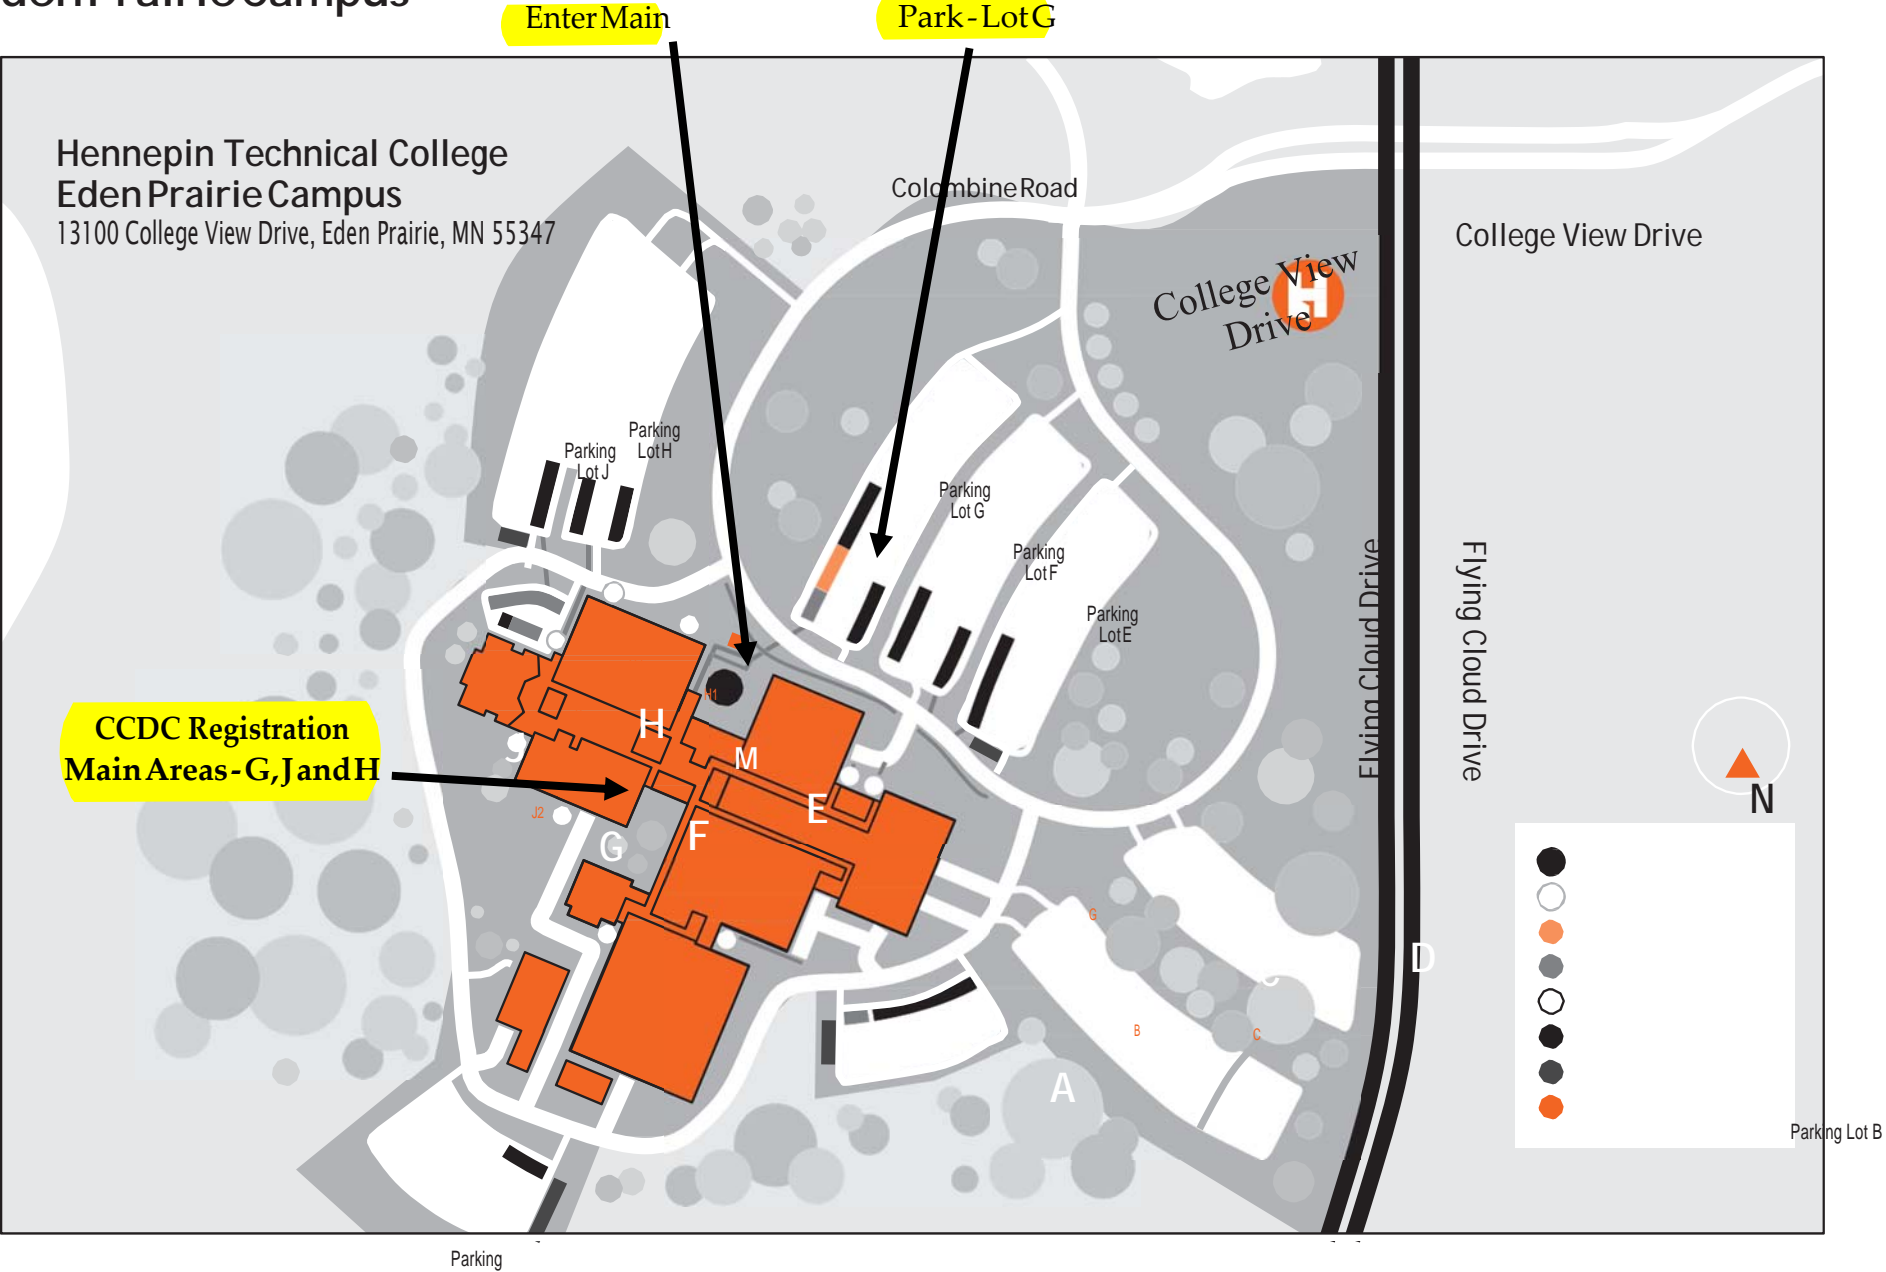 Enter Main
Park - Lot G
Hennepin Technical College
Eden Prairie Campus
13100 College View Drive, Eden Prairie, MN 55347
Colombine Road
College View Drive
College View
Drive
H
Parking
Lot H
Parking
Lot J
Parking
Lot G
Parking
Lot F
Parking
Lot E
Flying Cloud Drive
Flying Cloud Drive
H1
CCDC Registration
Main Areas - G, J and H
H
M
J
E
J2
F
G
N
G
D
C
B
C
A
Parking Lot B
Parking